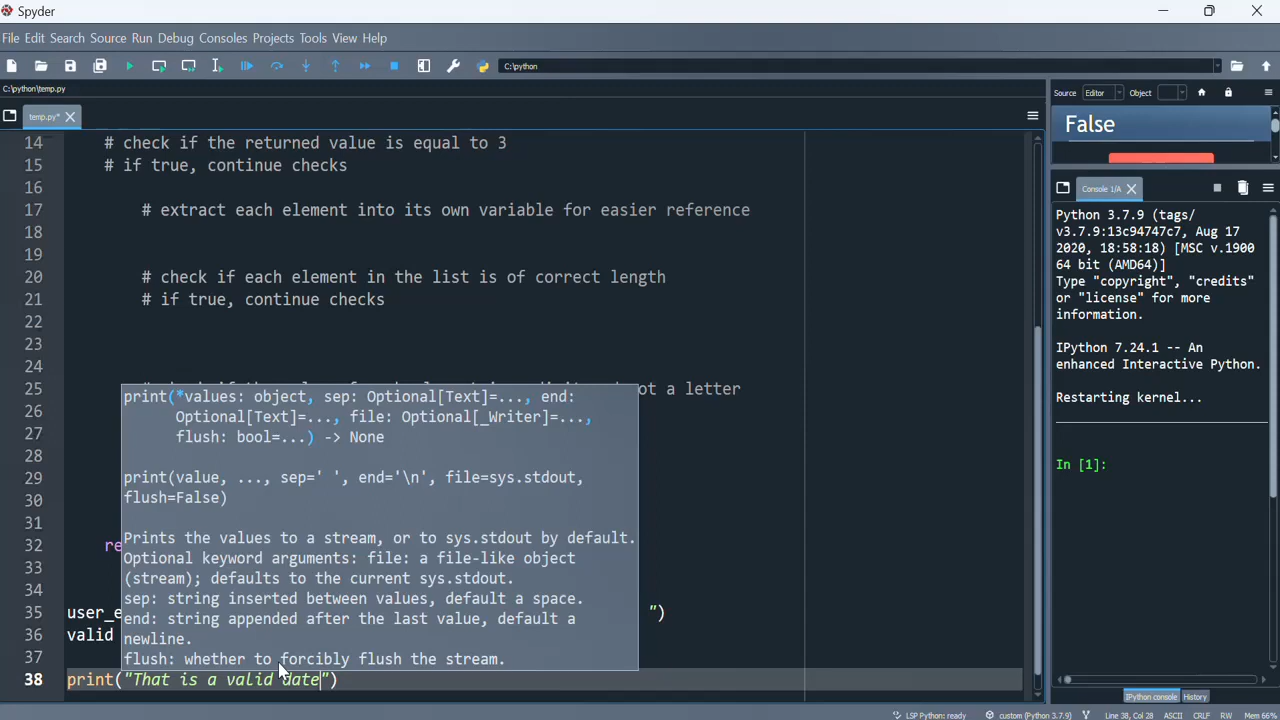 Spyder
File Edit Search Source Run Debug Consoles Projects Tools View Help
C:\python
C:\python\temp.py
temp.py*
14 # check if the returned value is equal to 3
15 # if true, continue checks
16
17 # extract each element into its own variable for easier reference
18
19
20 # check if each element in the list is of correct length
21 # if true, continue checks
22
23
24
25 ot a letter
26
27
28
29
30
31
32 re
33
34
35 user_e ")
36 valid
37
38 print("That is a valid date")
print(*values: object, sep: Optional[Text]=..., end:
Optional[Text]=..., file: Optional[_Writer]=...,
flush: bool=...) -> None
print(value, ..., sep=' ', end='\n', file=sys.stdout,
flush=False)
Prints the values to a stream, or to sys.stdout by default.
Optional keyword arguments: file: a file-like object
(stream); defaults to the current sys.stdout.
sep: string inserted between values, default a space.
end: string appended after the last value, default a
newline.
flush: whether to forcibly flush the stream.
Source Editor Object
False
Console 1/A
Python 3.7.9 (tags/
v3.7.9:13c94747c7, Aug 17
2020, 18:58:18) [MSC v.1900
64 bit (AMD64)]
Type "copyright", "credits"
or "license" for more
information.
IPython 7.24.1 -- An
enhanced Interactive Python.
Restarting kernel...
In [1]:
IPython console History
LSP Python: ready custom (Python 3.7.9) Line 38, Col 28 ASCII CRLF RW Mem 66%